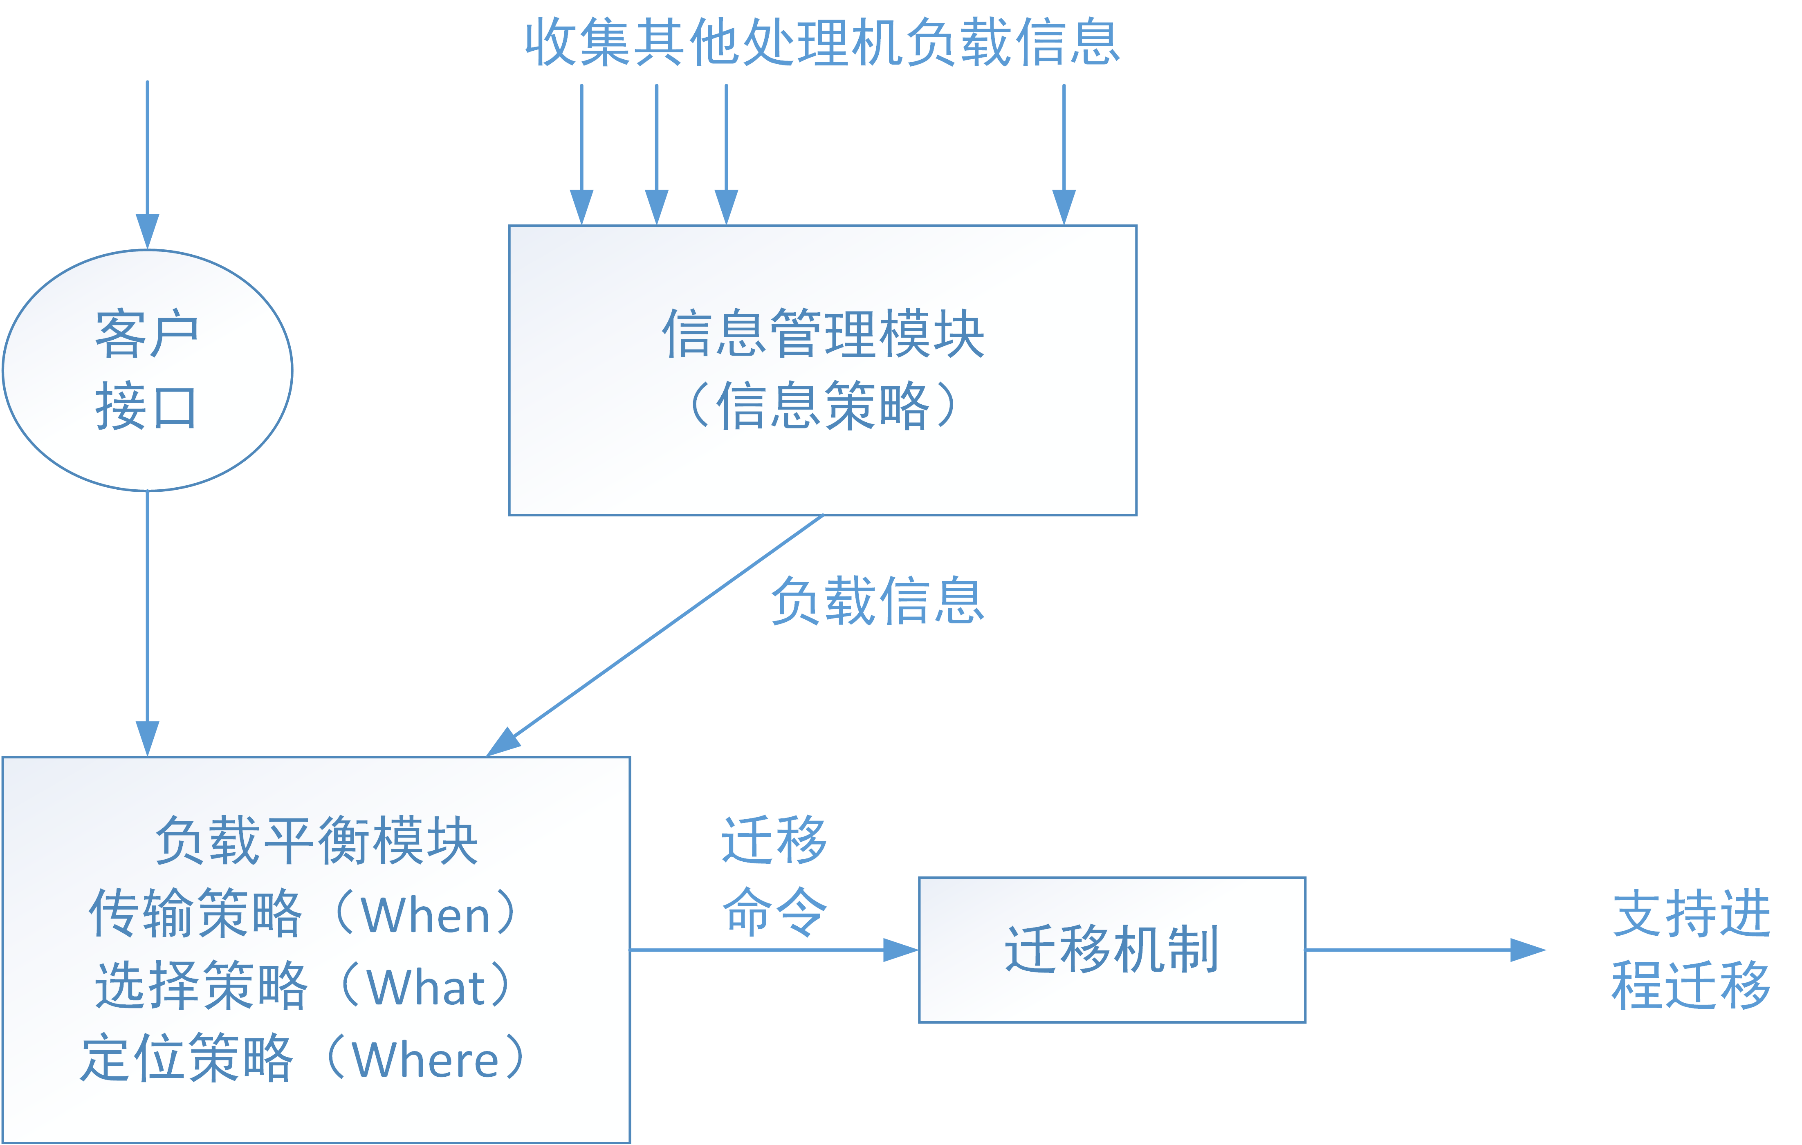 收集其他处理机负载信息
客户
接口
信息管理模块
（信息策略）
负载信息
负载平衡模块
传输策略（When）
选择策略（What）
定位策略（Where）
迁移
命令
迁移机制
支持进
程迁移